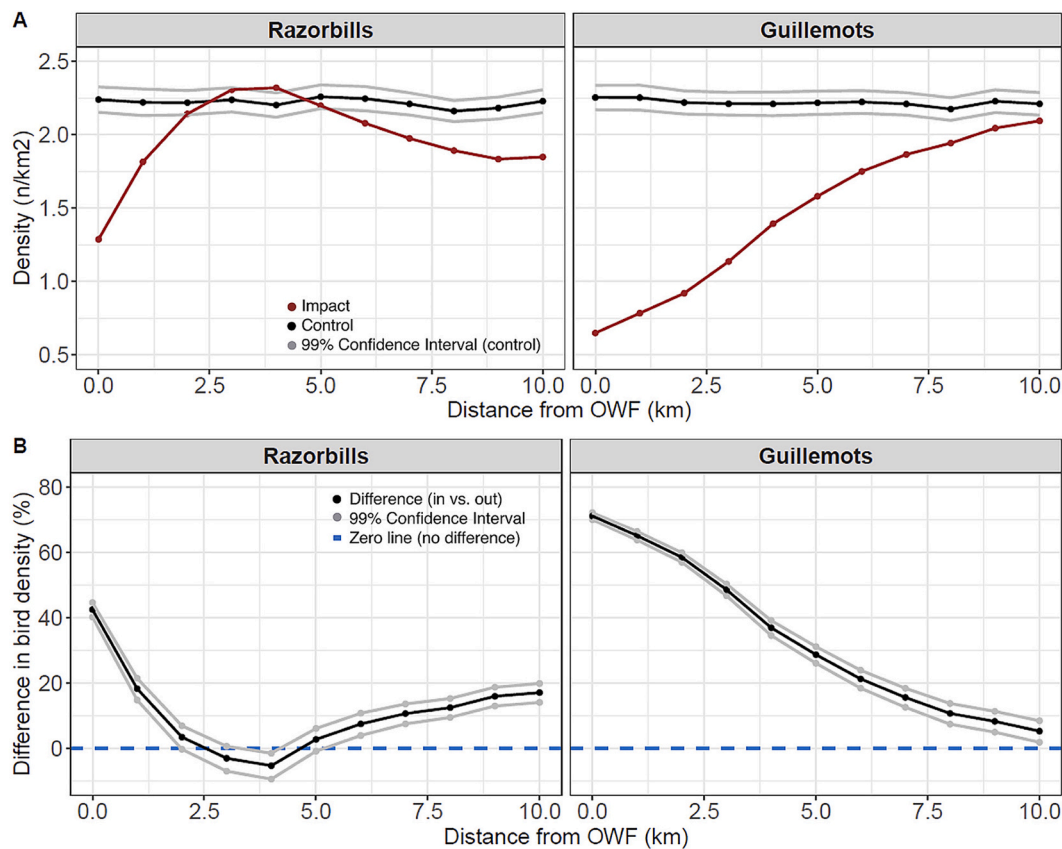 A
Razorbills
Guillemots
Density (n/km2)
2.5
2.0
1.5
1.0
0.5
Impact
Control
99% Confidence Interval (control)
0.0 2.5 5.0 7.5 10.0
0.0 2.5 5.0 7.5 10.0
Distance from OWF (km)
B
Razorbills
Guillemots
Difference in bird density (%)
80
60
40
20
0
Difference (in vs. out)
99% Confidence Interval
Zero line (no difference)
0.0 2.5 5.0 7.5 10.0
0.0 2.5 5.0 7.5 10.0
Distance from OWF (km)